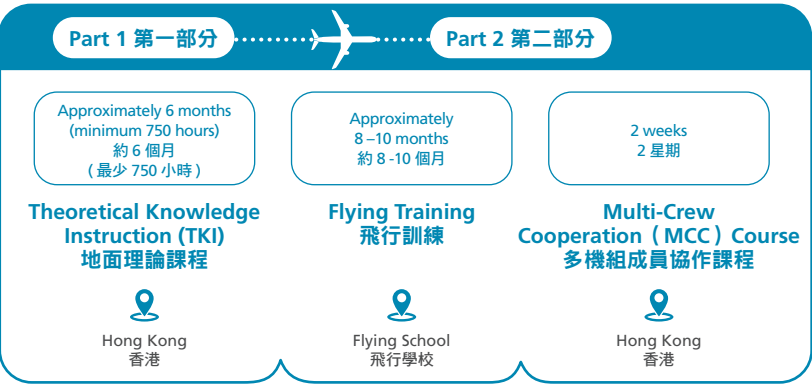 Part 1 第一部分
Part 2 第二部分
Approximately 6 months
(minimum 750 hours)
約 6 個月
( 最少 750 小時 )
Theoretical Knowledge
Instruction (TKI)
地面理論課程
Hong Kong
香港
Approximately
8 –10 months
約 8 -10 個月
Flying Training
飛行訓練
Flying School
飛行學校
2 weeks
2 星期
Multi-Crew
Cooperation（MCC）Course
多機組成員協作課程
Hong Kong
香港